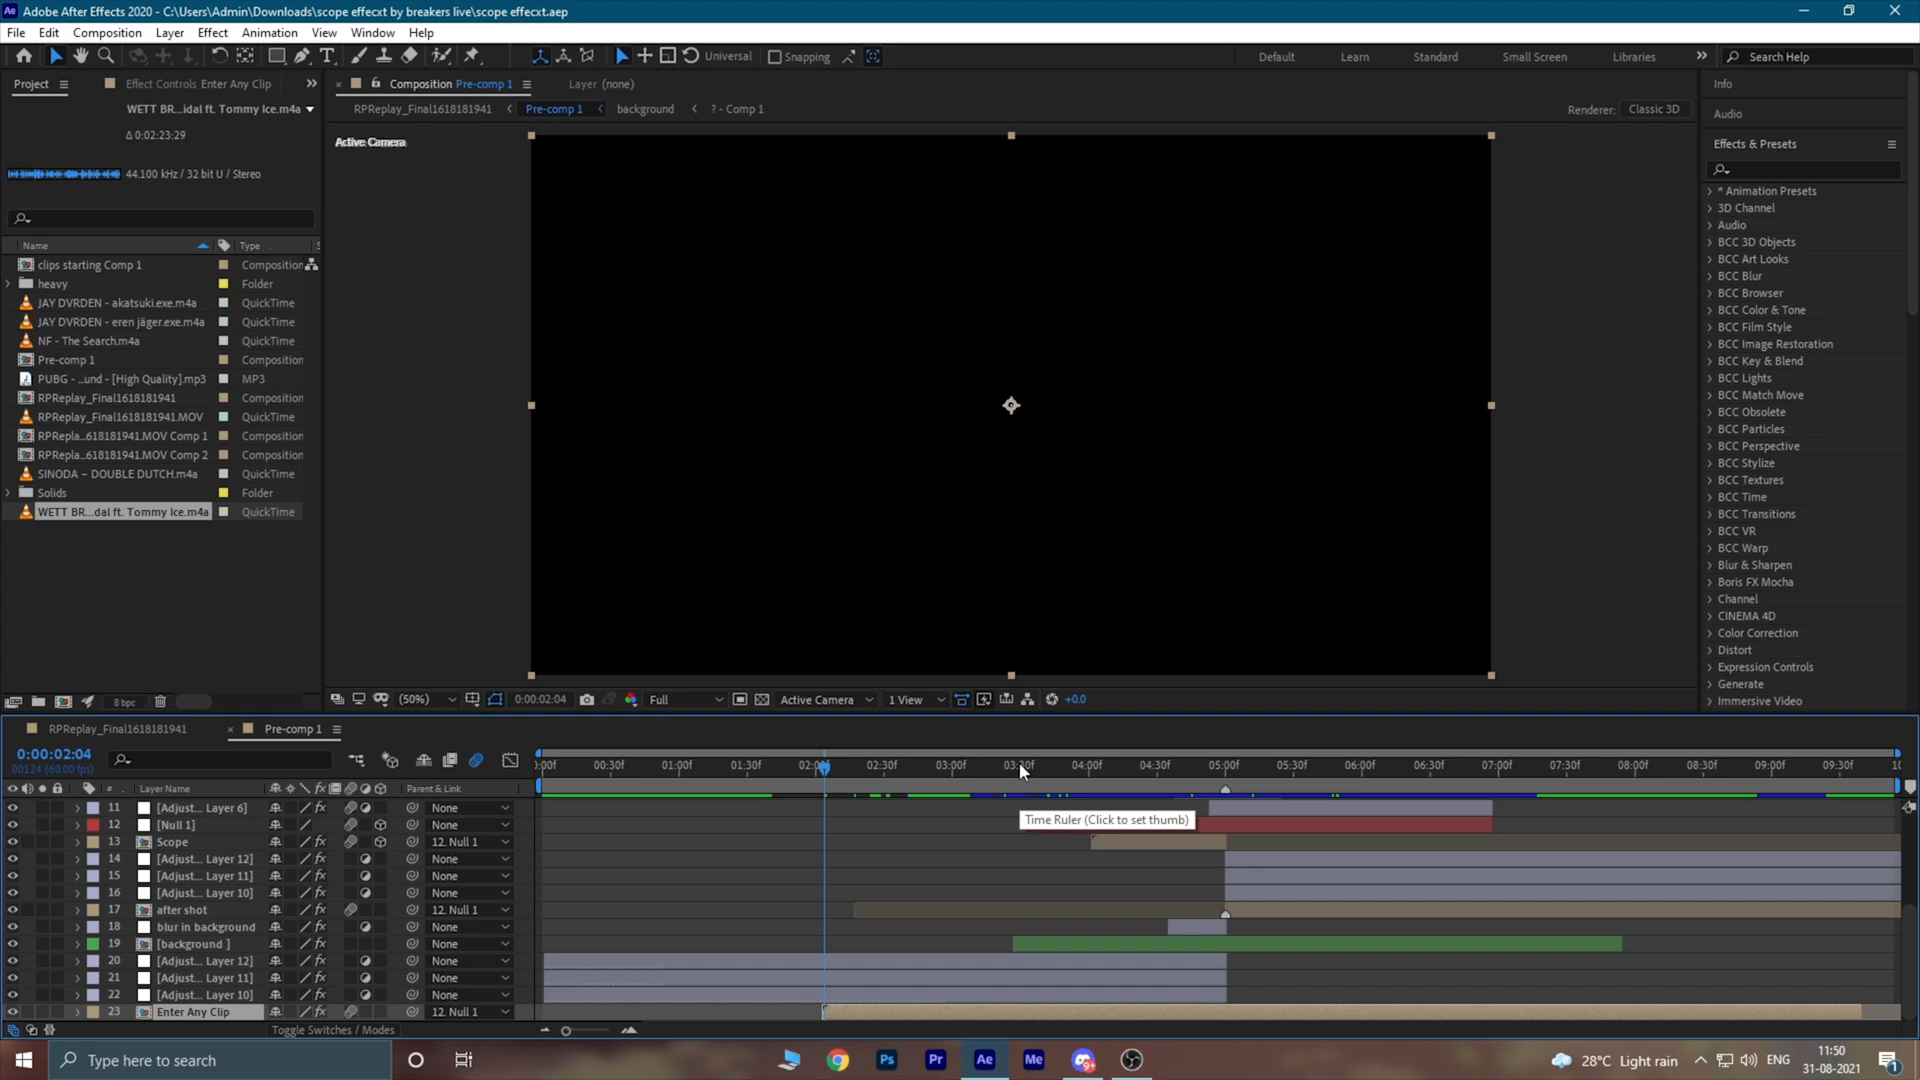 Adobe After Effects 2020 - C:\Users\Admin\Downloads\scope effecxt by breakers live\scope effecxt.aep
File Edit Composition Layer Effect Animation View Window Help
Universal Snapping Default Learn Standard Small Screen Libraries Search Help
Project Effect Controls Enter Any Clip
Composition Pre-comp 1 Layer (none)
Info
WETT BR...idal ft. Tommy Ice.m4a
RPReplay_Final1618181941 Pre-comp 1 background ? - Comp 1
Renderer: Classic 3D
Audio
Δ 0:02:23:29
Active Camera
Effects & Presets
44.100 kHz / 32 bit U / Stereo
Name Type S
clips starting Comp 1 Composition
heavy Folder
JAY DVRDEN - akatsuki.exe.m4a QuickTime
JAY DVRDEN - eren jäger.exe.m4a QuickTime
NF - The Search.m4a QuickTime
Pre-comp 1 Composition
PUBG - ...und - [High Quality].mp3 MP3
RPReplay_Final1618181941 Composition
RPReplay_Final1618181941.MOV QuickTime
RPRepla...618181941.MOV Comp 1 Composition
RPRepla...618181941.MOV Comp 2 Composition
SINODA – DOUBLE DUTCH.m4a QuickTime
Solids Folder
WETT BR...dal ft. Tommy Ice.m4a QuickTime
* Animation Presets
3D Channel
Audio
BCC 3D Objects
BCC Art Looks
BCC Blur
BCC Browser
BCC Color & Tone
BCC Film Style
BCC Image Restoration
BCC Key & Blend
BCC Lights
BCC Match Move
BCC Obsolete
BCC Particles
BCC Perspective
BCC Stylize
BCC Textures
BCC Time
BCC Transitions
BCC VR
BCC Warp
Blur & Sharpen
Boris FX Mocha
Channel
CINEMA 4D
Color Correction
Distort
Expression Controls
Generate
Immersive Video
8 bpc
(50%) 0:00:02:04 Full Active Camera 1 View +0.0
RPReplay_Final1618181941 Pre-comp 1
0:00:02:04
00124 (60.00 fps)
):00f 00:30f 01:00f 01:30f 02:00f 02:30f 03:00f 03:30f 04:00f 04:30f 05:00f 05:30f 06:00f 06:30f 07:00f 07:30f 08:00f 08:30f 09:00f 09:30f 10
# Layer Name Parent & Link
11 [Adjust... Layer 6] None
12 [Null 1] None
Time Ruler (Click to set thumb)
13 Scope 12. Null 1
14 [Adjust... Layer 12] None
15 [Adjust... Layer 11] None
16 [Adjust... Layer 10] None
17 after shot 12. Null 1
18 blur in background None
19 [background ] None
20 [Adjust... Layer 12] None
21 [Adjust... Layer 11] None
22 [Adjust... Layer 10] None
23 Enter Any Clip 12. Null 1
Toggle Switches / Modes
Type here to search
Ps Pr Ae Me 9+
28°C Light rain ENG
11:50
31-08-2021
1